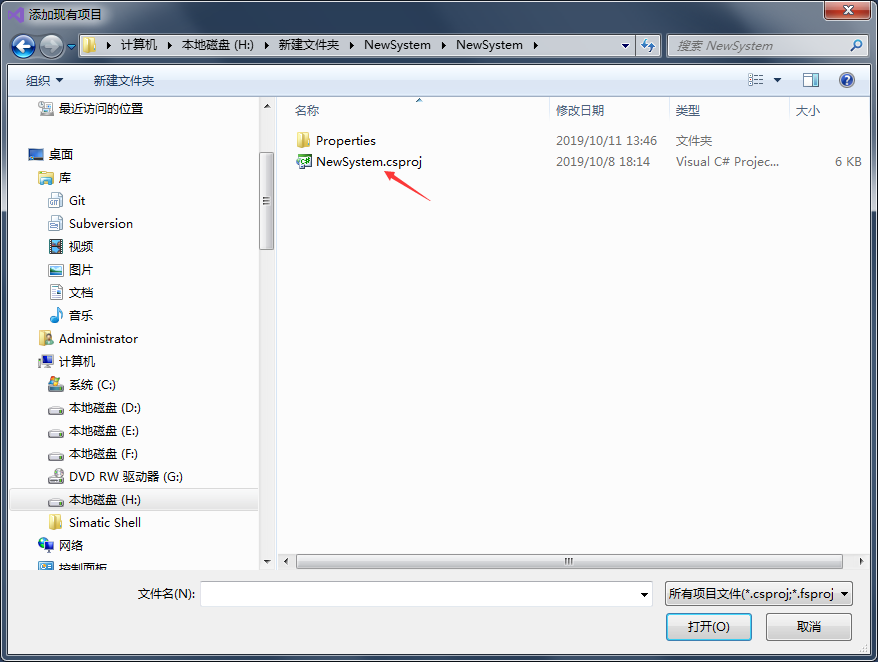 添加现有项目
计算机 本地磁盘 (H:) 新建文件夹 NewSystem NewSystem
搜索 NewSystem
组织 新建文件夹
最近访问的位置
桌面
库
Git
Subversion
视频
图片
文档
音乐
Administrator
计算机
系统 (C:)
本地磁盘 (D:)
本地磁盘 (E:)
本地磁盘 (F:)
DVD RW 驱动器 (G:)
本地磁盘 (H:)
Simatic Shell
网络
控制面板
名称 修改日期 类型 大小
Properties 2019/10/11 13:46 文件夹
NewSystem.csproj 2019/10/8 18:14 Visual C# Projec... 6 KB
文件名(N): 所有项目文件(*.csproj;*.fsproj
打开(O) 取消